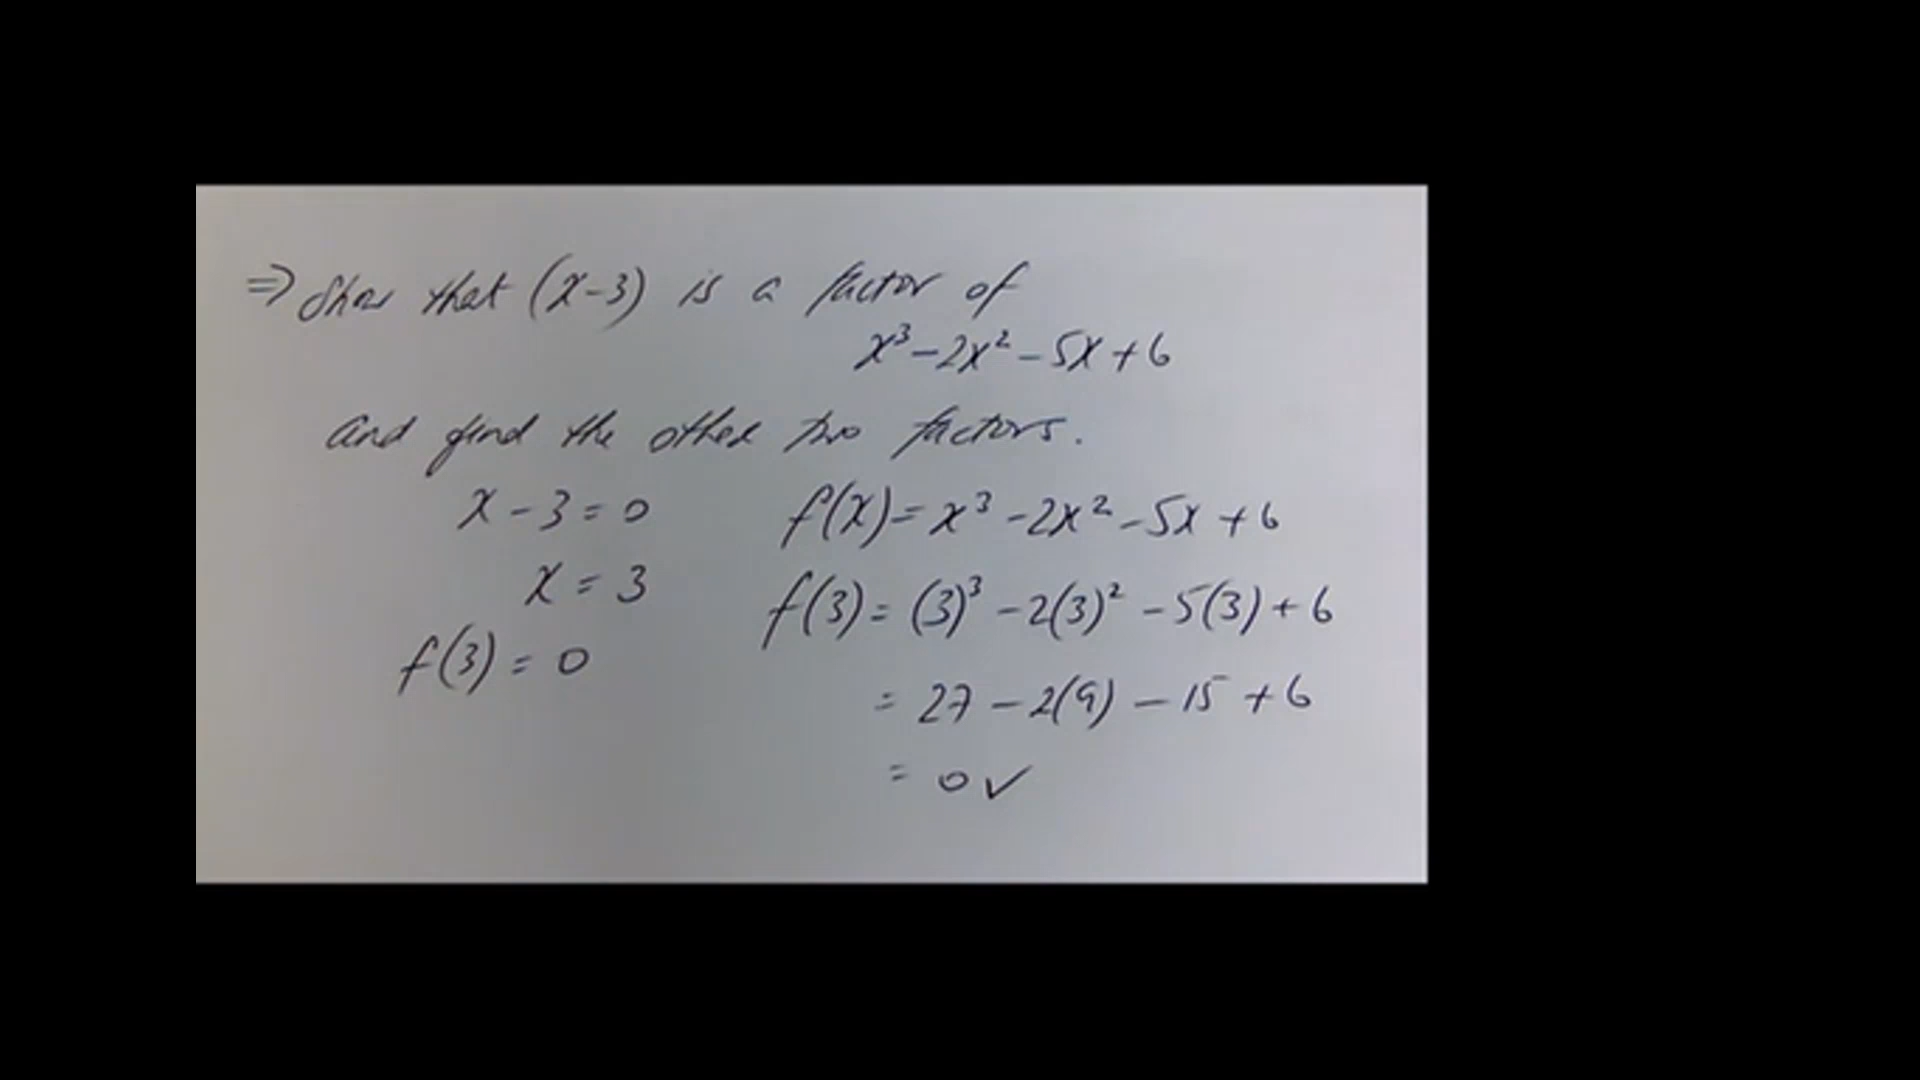 ⇒ Show that (x-3) is a factor of
x³-2x²-5x+6
and find the other two factors.
x-3=0
f(x)=x³-2x²-5x+6
x=3
f(3)=(3)³-2(3)²-5(3)+6
f(3)=0
=27-2(9)-15+6
=0✓